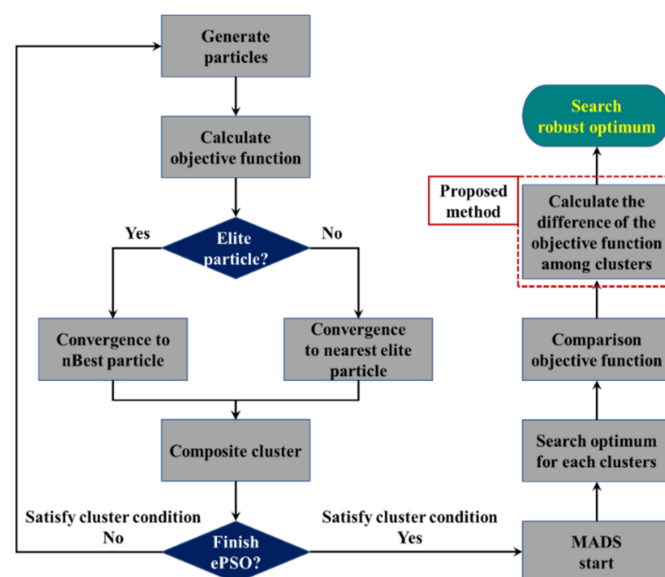 Generate
particles
Calculate
objective function
Yes
No
Elite
particle?
Convergence to
nBest particle
Convergence
to nearest elite
particle
Composite cluster
Satisfy cluster condition
No
Finish
ePSO?
Satisfy cluster condition
Yes
MADS
start
Search optimum
for each clusters
Comparison
objective function
Proposed
method
Calculate the
difference of the
objective function
among clusters
Search
robust optimum